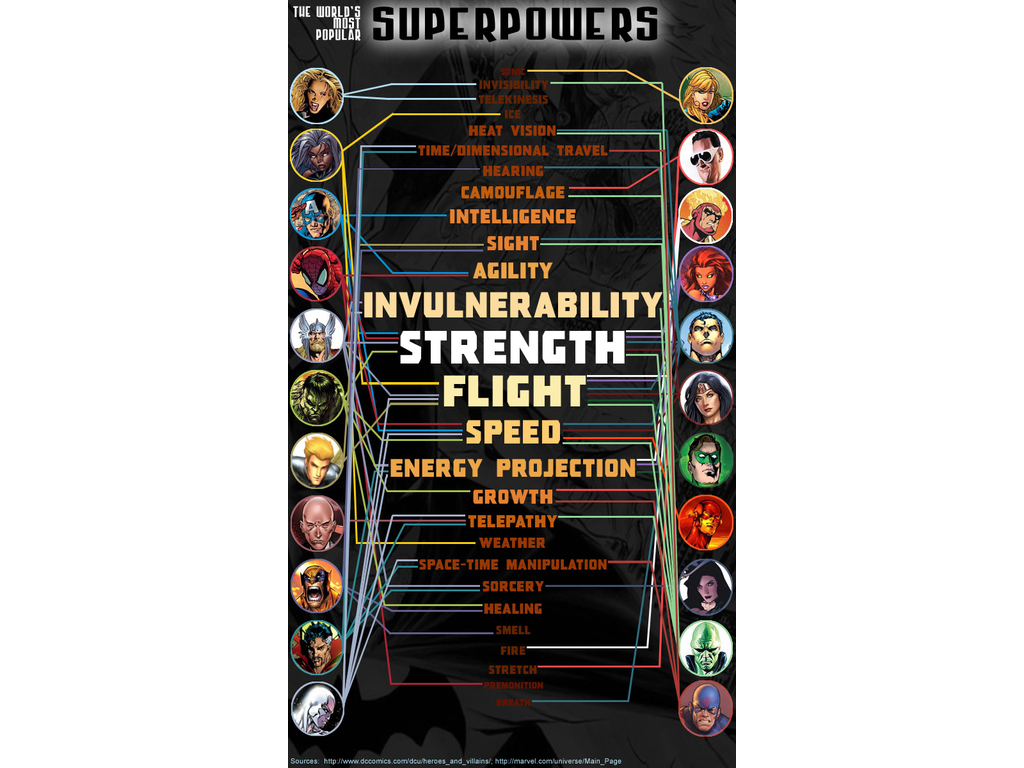 THE WORLD'S
MOST
POPULAR
SUPERPOWERS
SONIC
INVISIBILITY
TELEKINESIS
ICE
HEAT VISION
TIME/DIMENSIONAL TRAVEL
HEARING
CAMOUFLAGE
INTELLIGENCE
SIGHT
AGILITY
INVULNERABILITY
STRENGTH
FLIGHT
SPEED
ENERGY PROJECTION
GROWTH
TELEPATHY
WEATHER
SPACE-TIME MANIPULATION
SORCERY
HEALING
SMELL
FIRE
STRETCH
PREMONITION
BREATH
Sources: http://www.dccomics.com/dcu/heroes_and_villains/; http://marvel.com/universe/Main_Page